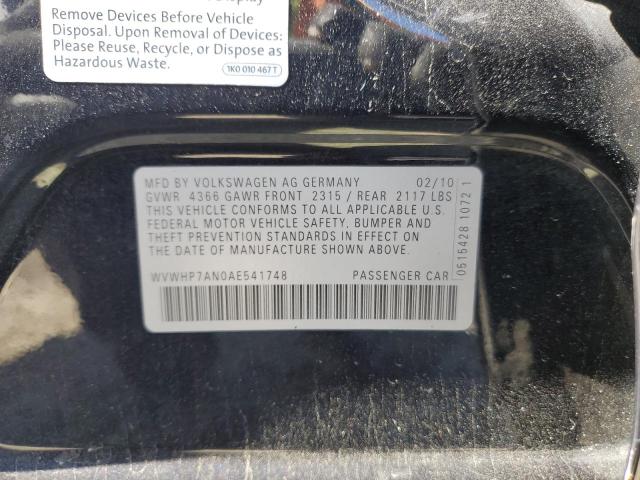 Remove Devices Before Vehicle
Disposal. Upon Removal of Devices:
Please Reuse, Recycle, or Dispose as
Hazardous Waste.
1K0 010 467 T
MFD BY VOLKSWAGEN AG GERMANY 02/10
GVWR 4366 GAWR FRONT 2315 / REAR 2117 LBS
THIS VEHICLE CONFORMS TO ALL APPLICABLE U.S.
FEDERAL MOTOR VEHICLE SAFETY, BUMPER AND
THEFT PREVENTION STANDARDS IN EFFECT ON
THE DATE OF MANUFACTURE SHOWN ABOVE.
WVWHP7AN0AE541748 PASSENGER CAR
0515428 1072 1